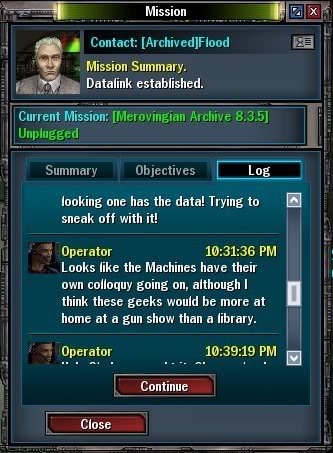 Mission
Contact: [Archived]Flood
Mission Summary.
Datalink established.
Current Mission: [Merovingian Archive 8.3.5]
Unplugged
Summary Objectives Log
looking one has the data! Trying to
sneak off with it!
Operator 10:31:36 PM
Looks like the Machines have their
own colloquy going on, although I
think these geeks would be more at
home at a gun show than a library.
Operator 10:39:19 PM
Continue
Close